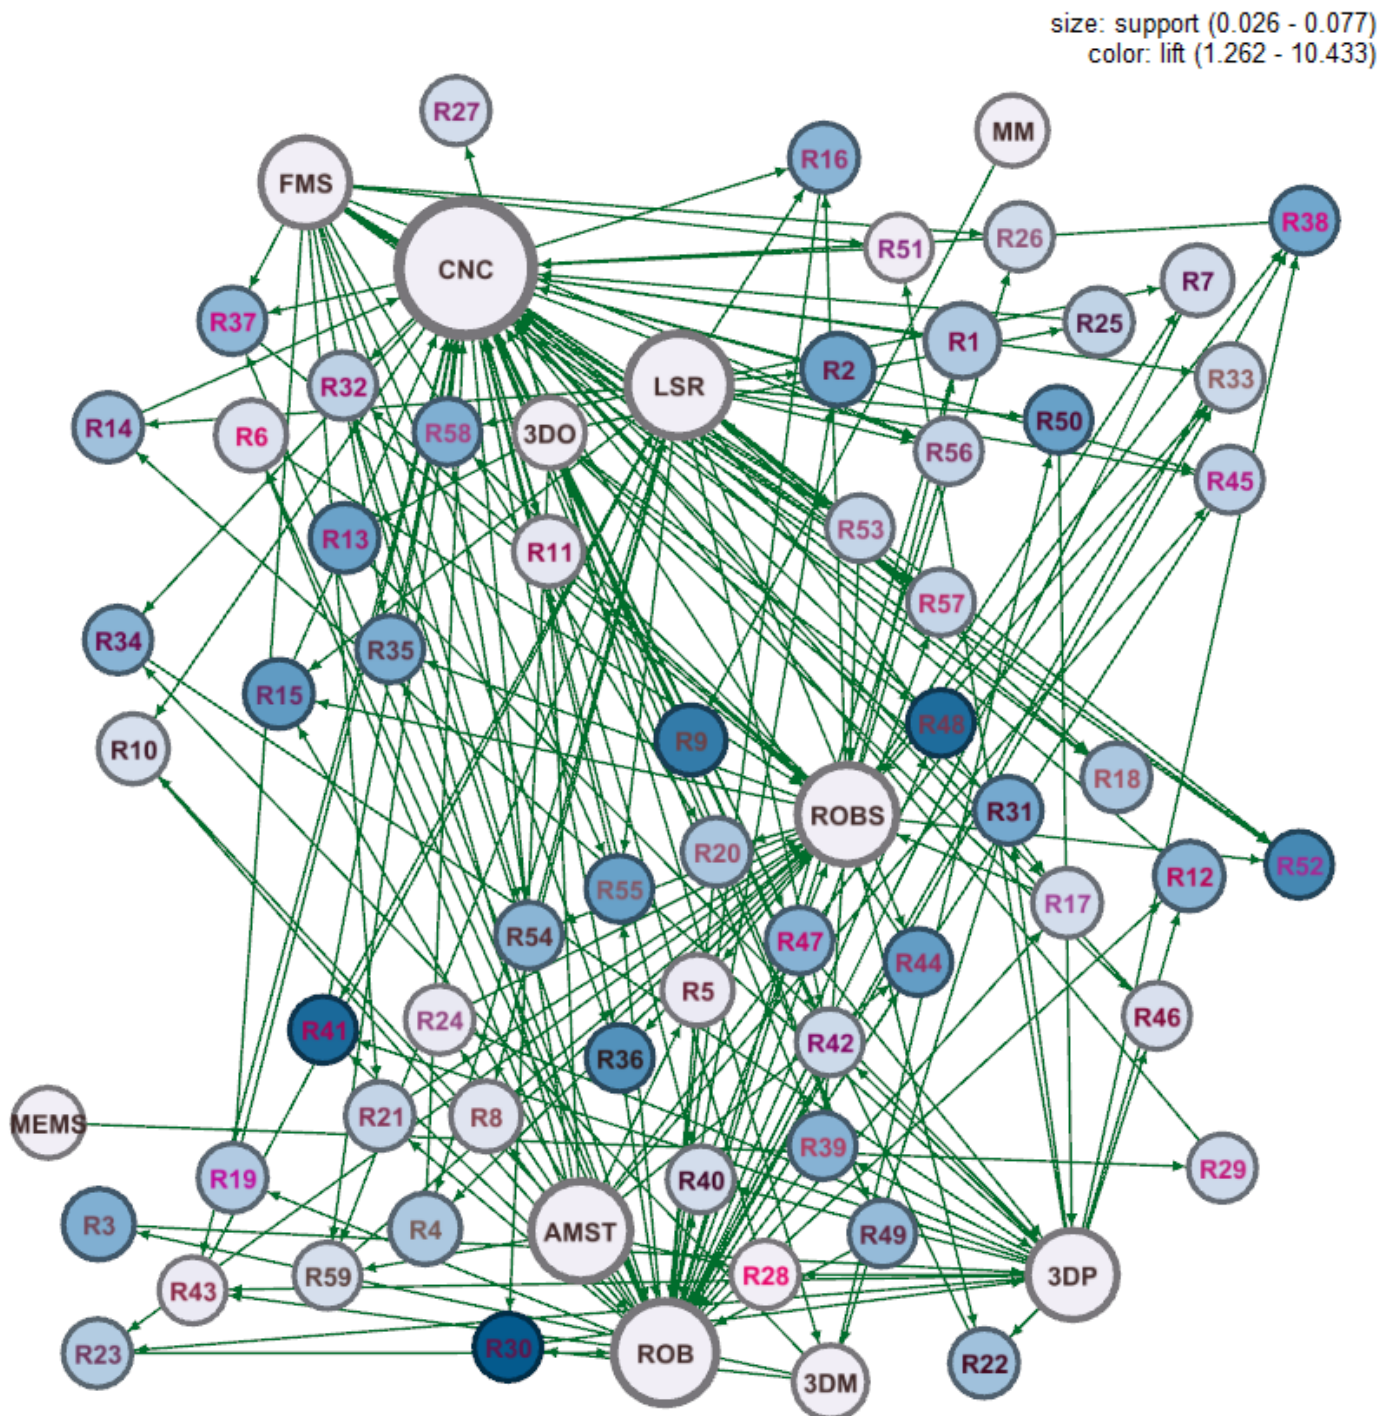 size: support (0.026 - 0.077)
color: lift (1.262 - 10.433)
R27
MM
R16
FMS
R38
R26
R51
CNC
R7
R37
R25
R1
R2
R33
R32
LSR
R50
R14
R6
R58
3DO
R56
R45
R53
R13
R11
R57
R34
R35
R15
R48
R9
R10
R18
R31
ROBS
R20
R52
R12
R55
R17
R54
R47
R44
R5
R46
R24
R41
R42
R36
R21
R8
MEMS
R39
R29
R19
R40
R3
R4
AMST
R49
R59
R28
3DP
R43
R30
R23
ROB
R22
3DM